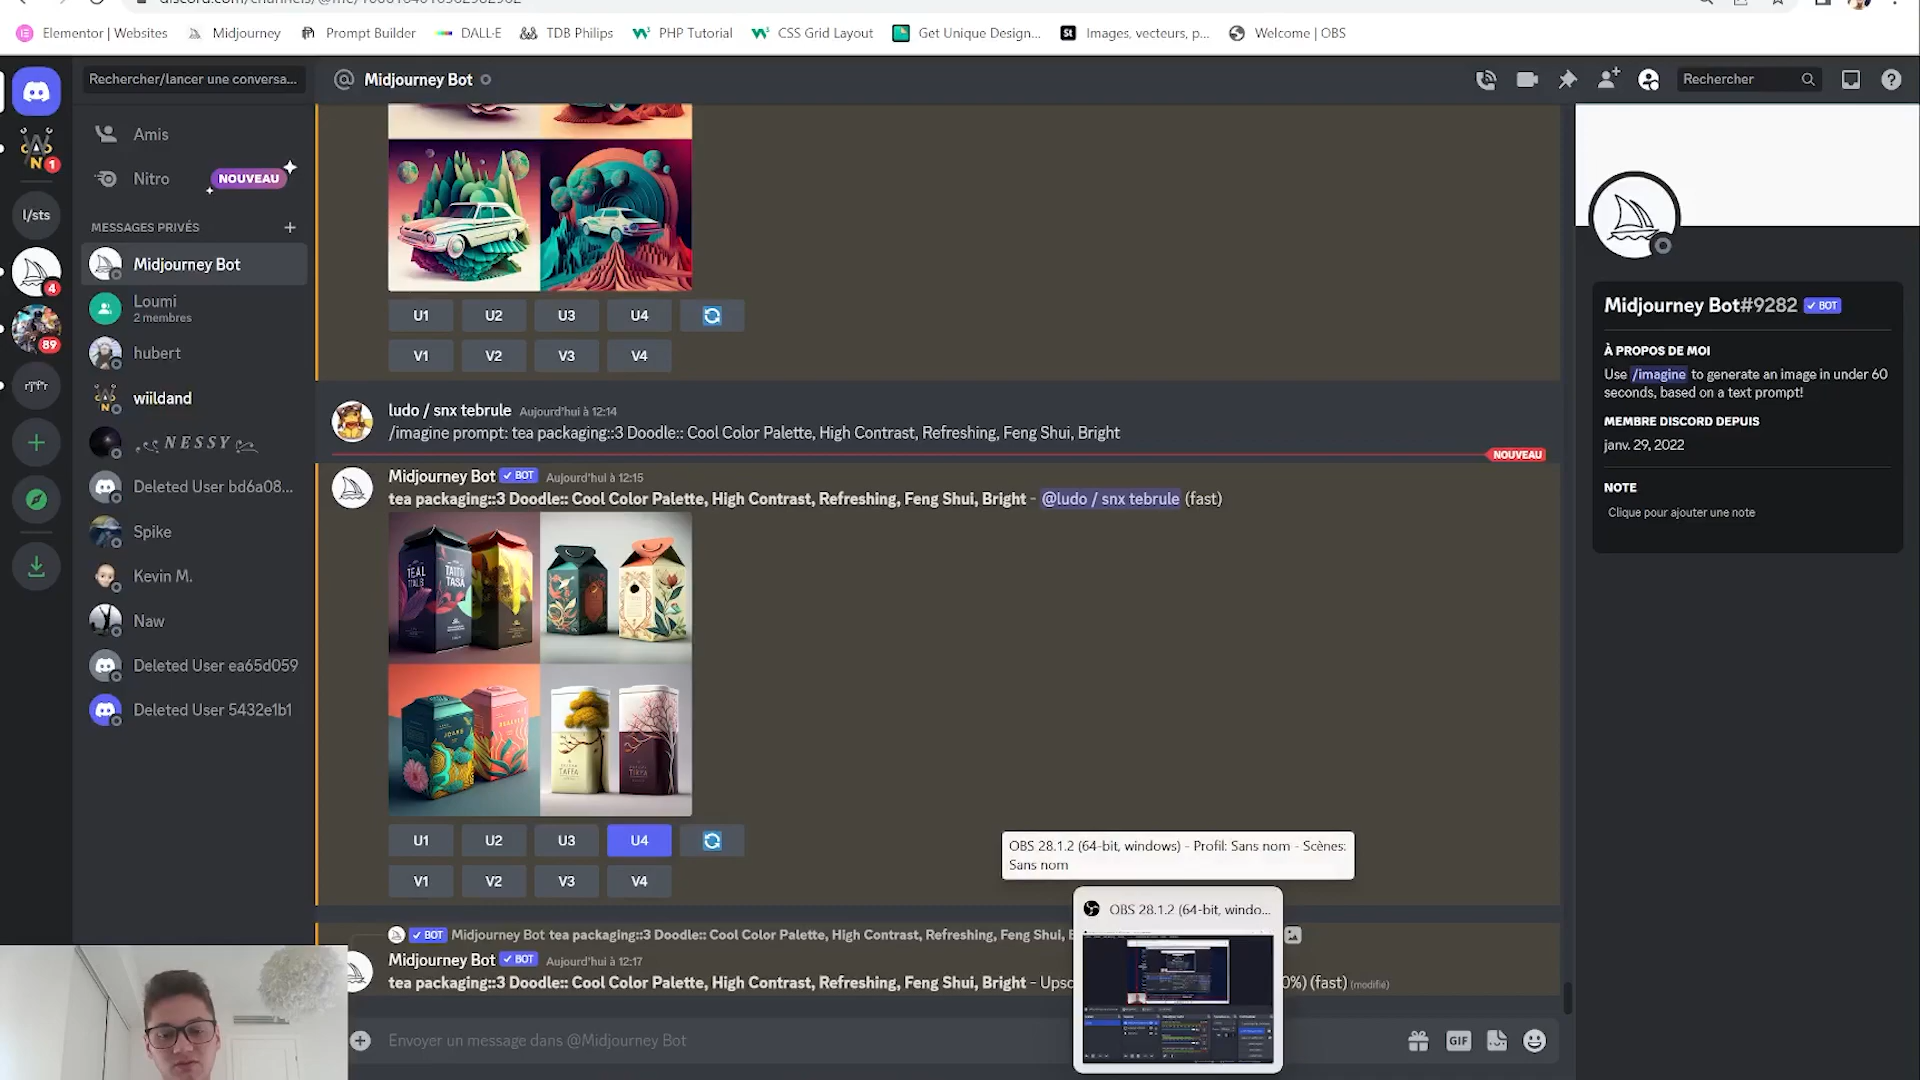 discord.com/channels/@me/
Elementor | Websites
Midjourney
Prompt Builder
DALL·E
TDB Philips
PHP Tutorial
CSS Grid Layout
Get Unique Design...
Images, vecteurs, p...
Welcome | OBS
Rechercher/lancer une conversa...
Midjourney Bot
Rechercher
Amis
Nitro
NOUVEAU
MESSAGES PRIVÉS
Midjourney Bot
Loumi
2 membres
hubert
wiildand
NESSY
Deleted User bd6a08...
Spike
Kevin M.
Naw
Deleted User ea65d059
Deleted User 5432e1b1
l/sts
1
4
89
U1 U2 U3 U4
V1 V2 V3 V4
ludo / snx tebrule Aujourd'hui à 12:14
/imagine prompt: tea packaging::3 Doodle:: Cool Color Palette, High Contrast, Refreshing, Feng Shui, Bright
NOUVEAU
Midjourney Bot BOT Aujourd'hui à 12:15
tea packaging::3 Doodle:: Cool Color Palette, High Contrast, Refreshing, Feng Shui, Bright - @ludo / snx tebrule (fast)
U1 U2 U3 U4
V1 V2 V3 V4
BOT Midjourney Bot tea packaging::3 Doodle:: Cool Color Palette, High Contrast, Refreshing, Feng Shui,
Midjourney Bot BOT Aujourd'hui à 12:17
tea packaging::3 Doodle:: Cool Color Palette, High Contrast, Refreshing, Feng Shui, Bright - 0%) (fast) (modifié)
Envoyer un message dans @Midjourney Bot
GIF
OBS 28.1.2 (64-bit, windows) - Profil: Sans nom - Scènes:
Sans nom
OBS 28.1.2 (64-bit, windo...
Midjourney Bot#9282 BOT
À PROPOS DE MOI
Use /imagine to generate an image in under 60
seconds, based on a text prompt!
MEMBRE DISCORD DEPUIS
janv. 29, 2022
NOTE
Clique pour ajouter une note